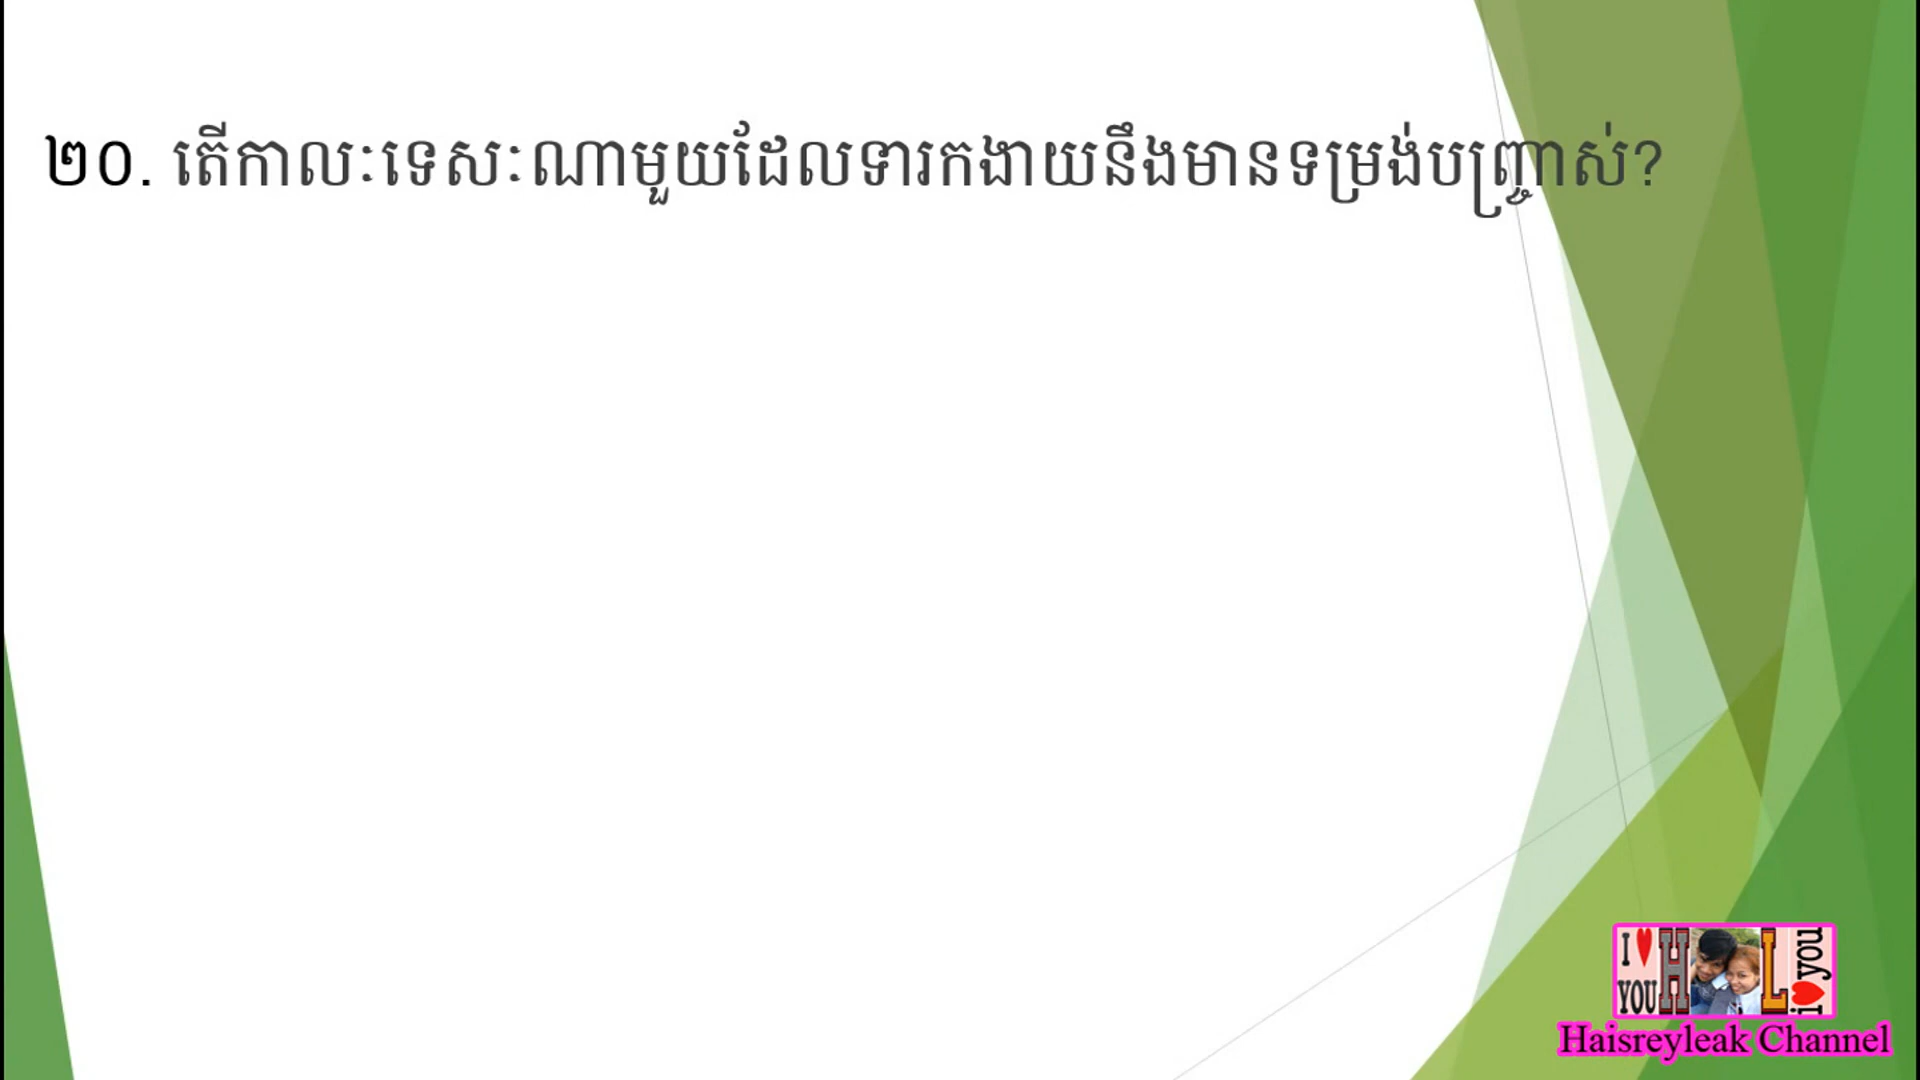 ២០. តើកាលៈទេសៈណាមួយដែលទារកងាយនឹងមានទម្រង់បញ្ច្រាស់?
I ♥ YOU H L i ♥ you
Haisreyleak Channel